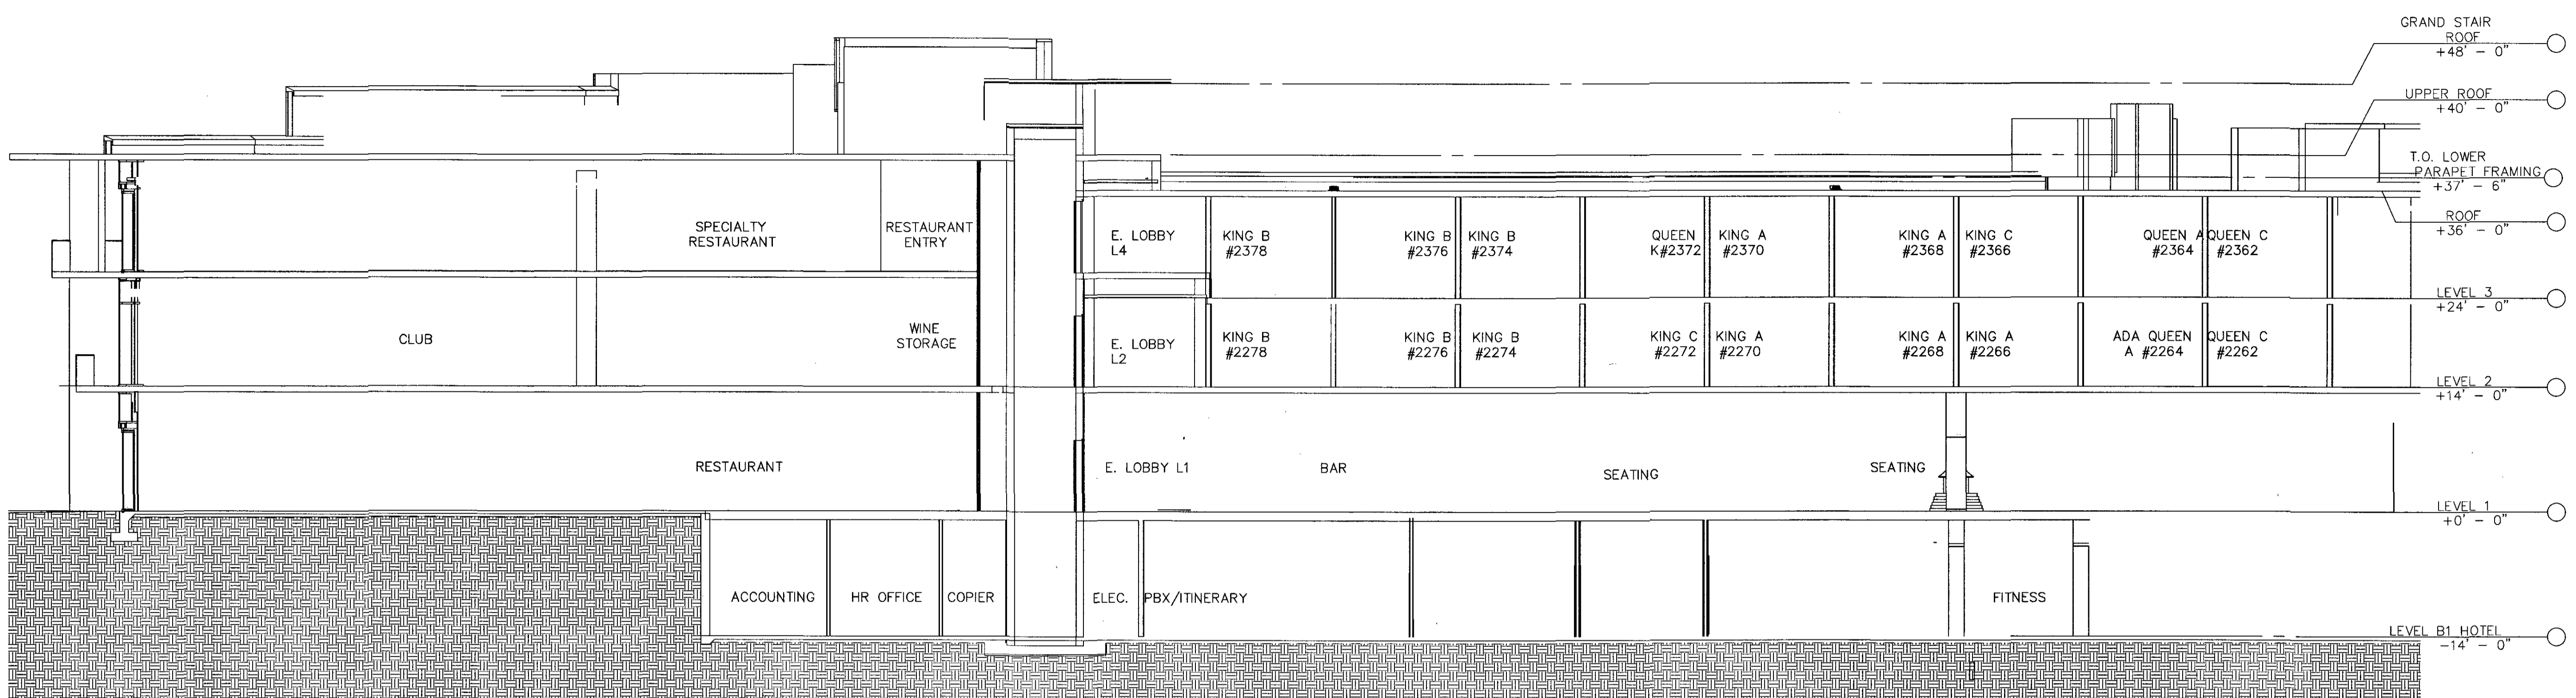 GRAND STAIR
ROOF
+48' - 0"
UPPER ROOF
+40' - 0"
T.O. LOWER
PARAPET FRAMING
+37' - 6"
ROOF
+36' - 0"
SPECIALTY
RESTAURANT
RESTAURANT
ENTRY
E. LOBBY
L4
KING B
#2378
KING B
#2376
KING B
#2374
QUEEN
K#2372
KING A
#2370
KING A
#2368
KING C
#2366
QUEEN A
#2364
QUEEN C
#2362
LEVEL 3
+24' - 0"
CLUB
WINE
STORAGE
E. LOBBY
L2
KING B
#2278
KING B
#2276
KING B
#2274
KING C
#2272
KING A
#2270
KING A
#2268
KING A
#2266
ADA QUEEN
A #2264
QUEEN C
#2262
LEVEL 2
+14' - 0"
RESTAURANT
E. LOBBY L1
BAR
SEATING
SEATING
LEVEL 1
+0' - 0"
ACCOUNTING
HR OFFICE
COPIER
ELEC.
PBX/ITINERARY
FITNESS
LEVEL B1 HOTEL
-14' - 0"